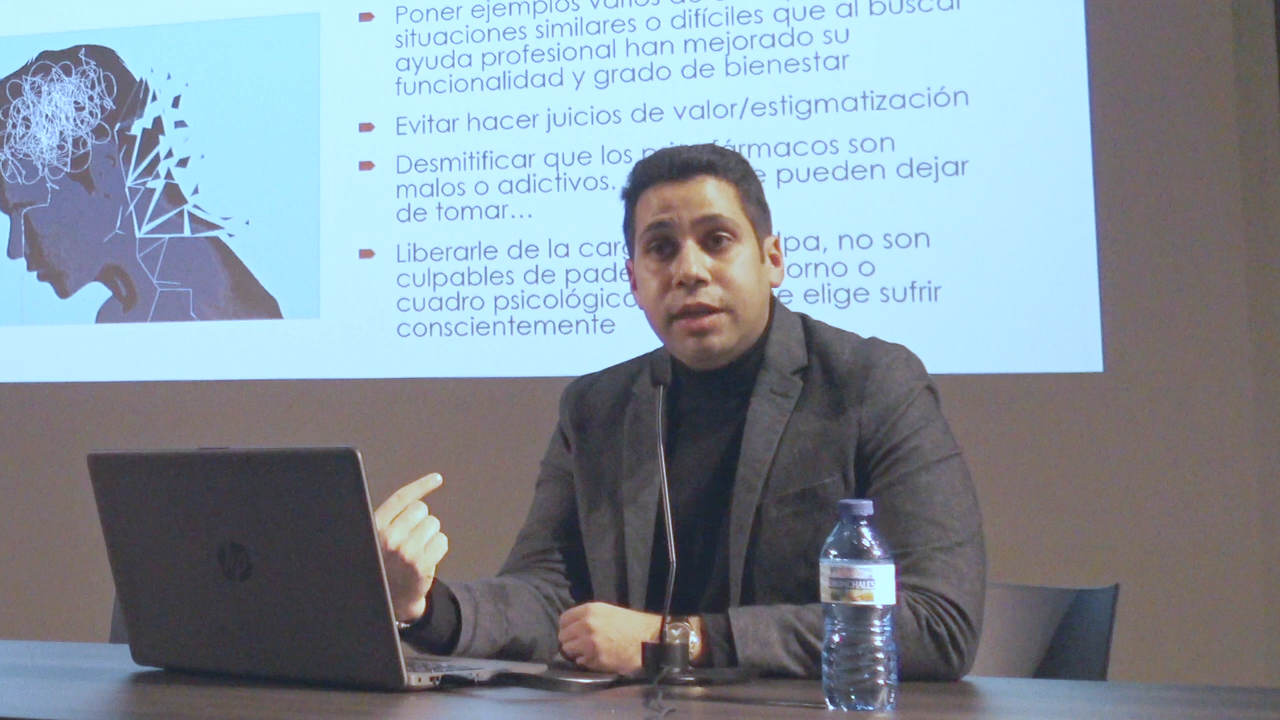 Poner ejemplos varios de
situaciones similares o difíciles que al buscar
ayuda profesional han mejorado su
funcionalidad y grado de bienestar
Evitar hacer juicios de valor/estigmatización
Desmitificar que los psicofármacos son
malos o adictivos. pueden dejar
de tomar...
Liberarle de la no son
culpables de o
cuadro psicológico elige sufrir
conscientemente
hp